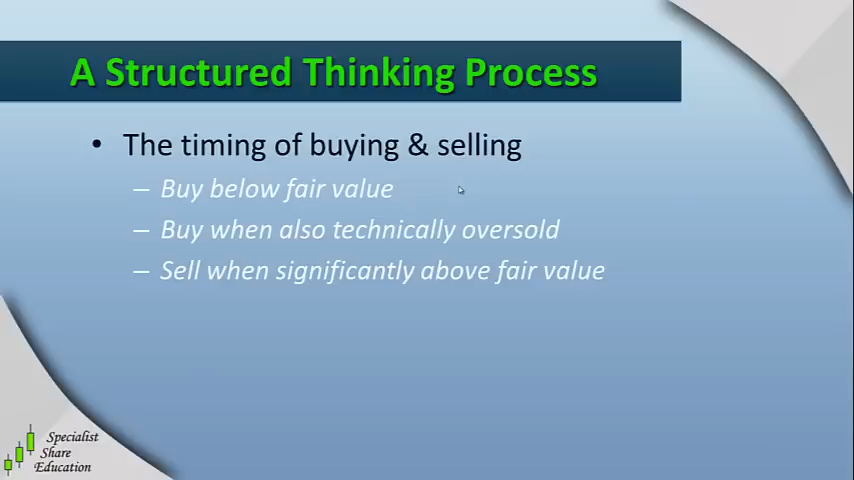 A Structured Thinking Process
• The timing of buying & selling
– Buy below fair value
– Buy when also technically oversold
– Sell when significantly above fair value
Specialist
Share
Education